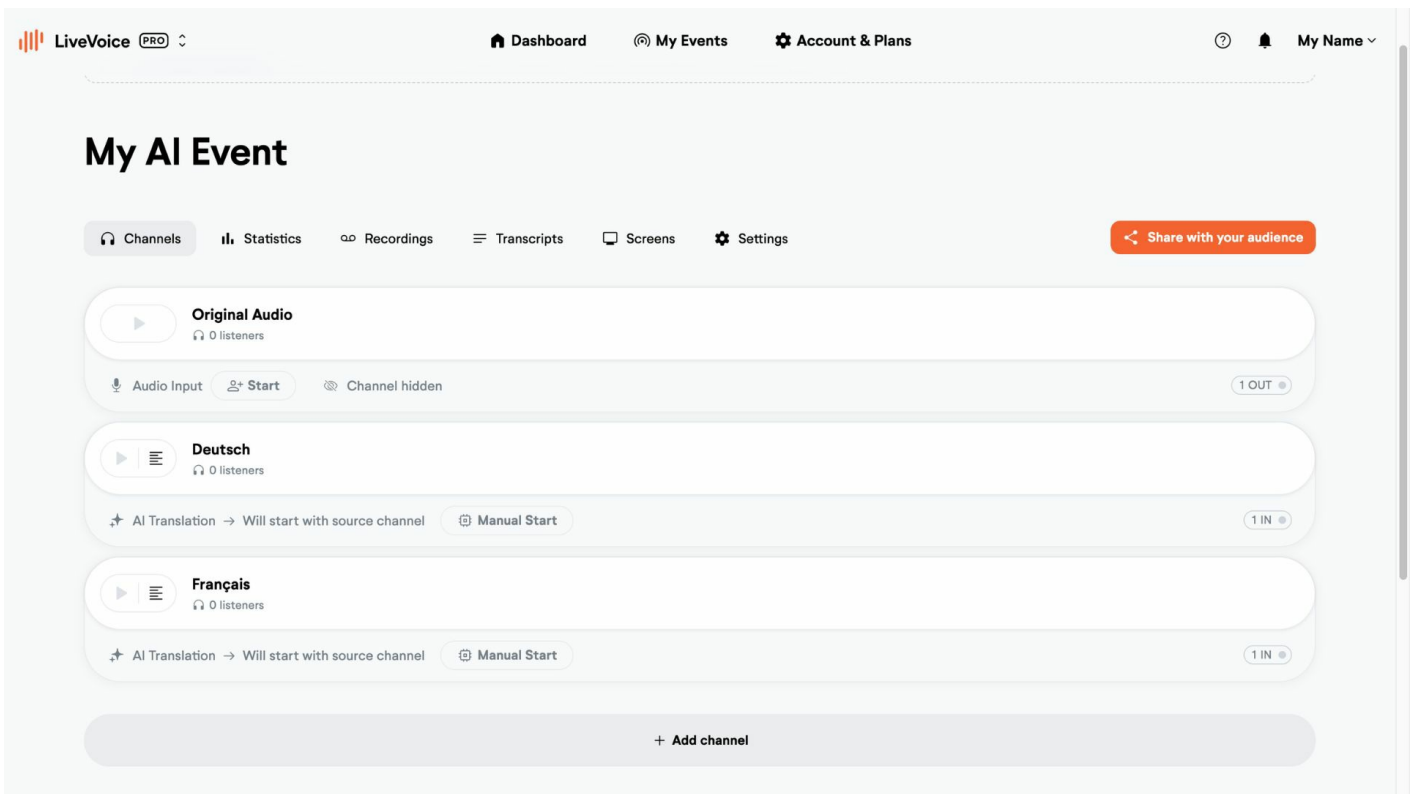 LiveVoice PRO
Dashboard
My Events
Account & Plans
My Name
My AI Event
Channels
Statistics
Recordings
Transcripts
Screens
Settings
Share with your audience
Original Audio
0 listeners
Audio Input
Start
Channel hidden
1 OUT
Deutsch
0 listeners
AI Translation → Will start with source channel
Manual Start
1 IN
Français
0 listeners
AI Translation → Will start with source channel
Manual Start
1 IN
+ Add channel